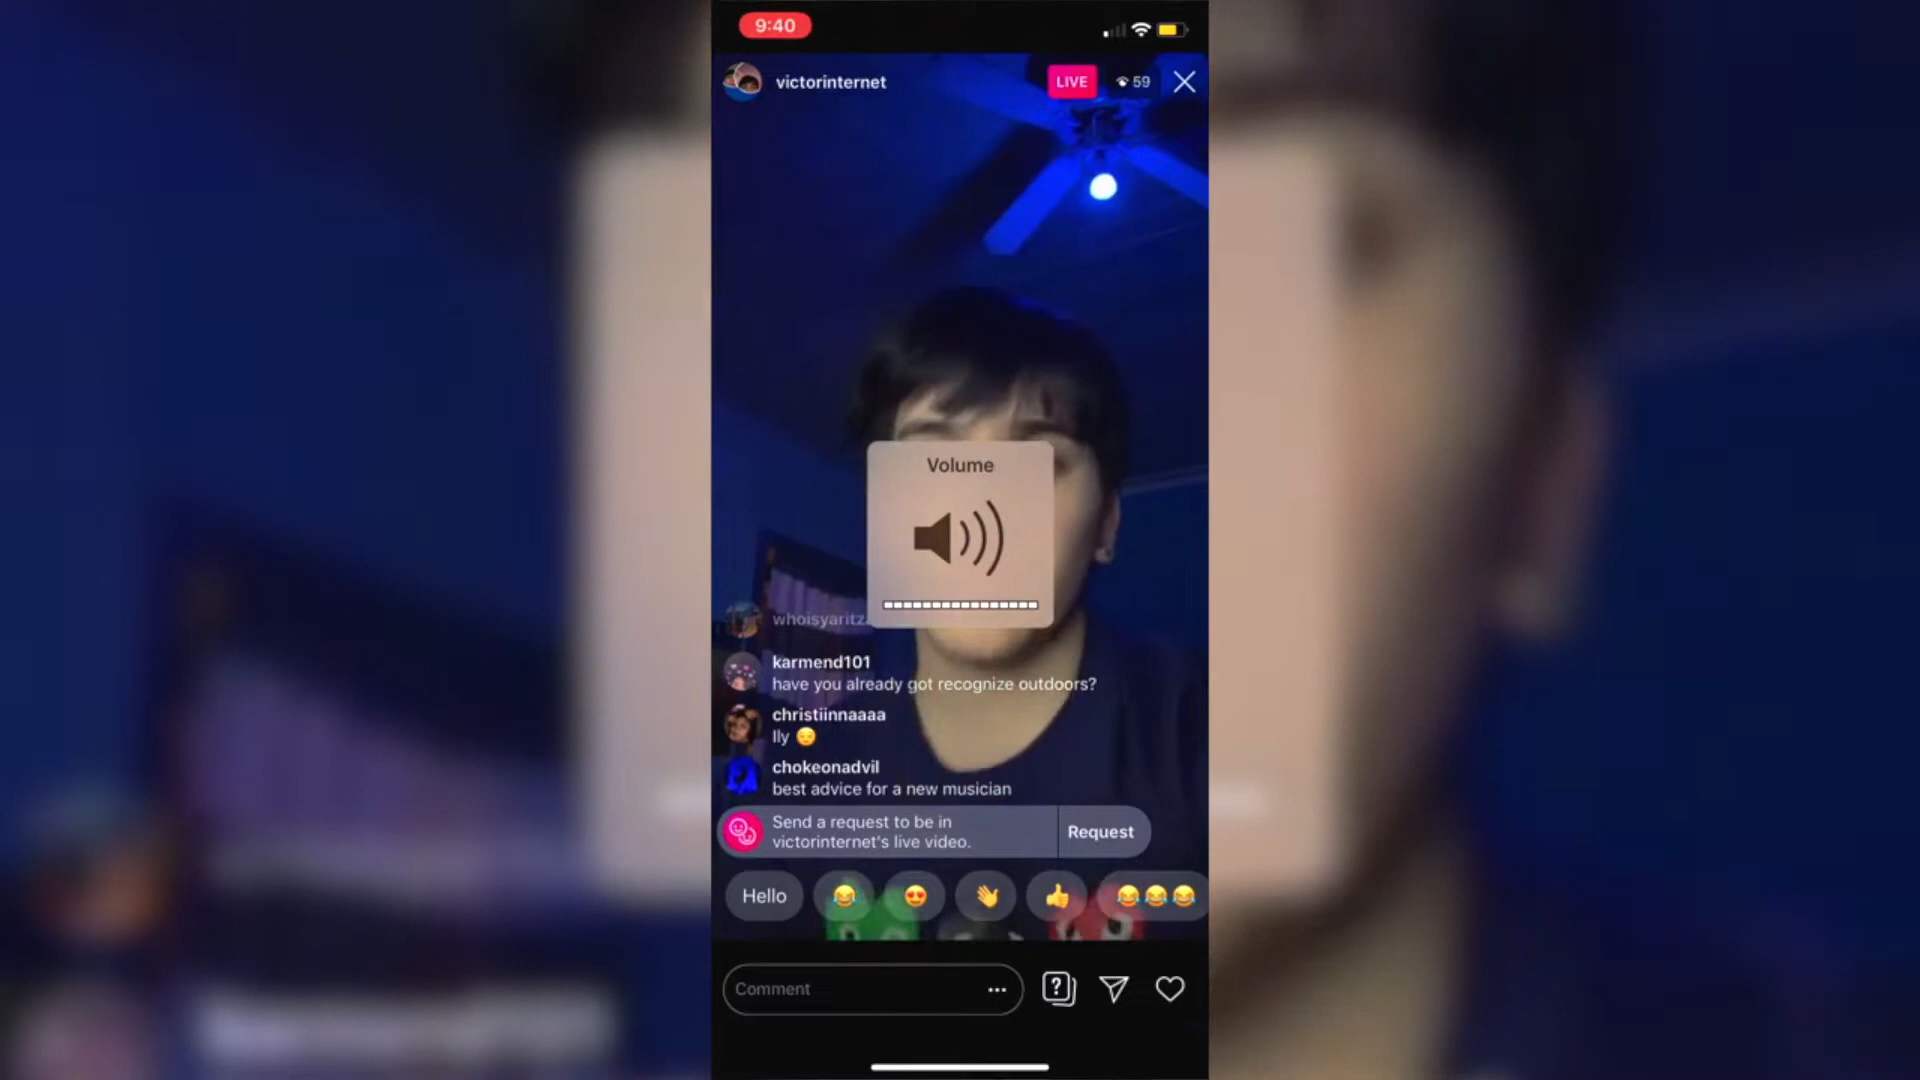 9:40
victorinternet
LIVE
59
Volume
karmend101
have you already got recognize outdoors?
christiinnaaaa
Ily 😌
chokeonadvil
best advice for a new musician
Send a request to be in
victorinternet's live video.
Request
Hello
Comment